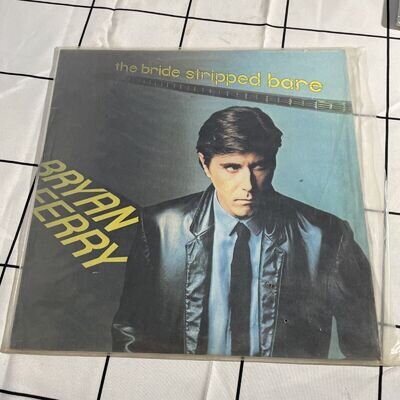 the bride stripped bare
BRYAN
FERRY